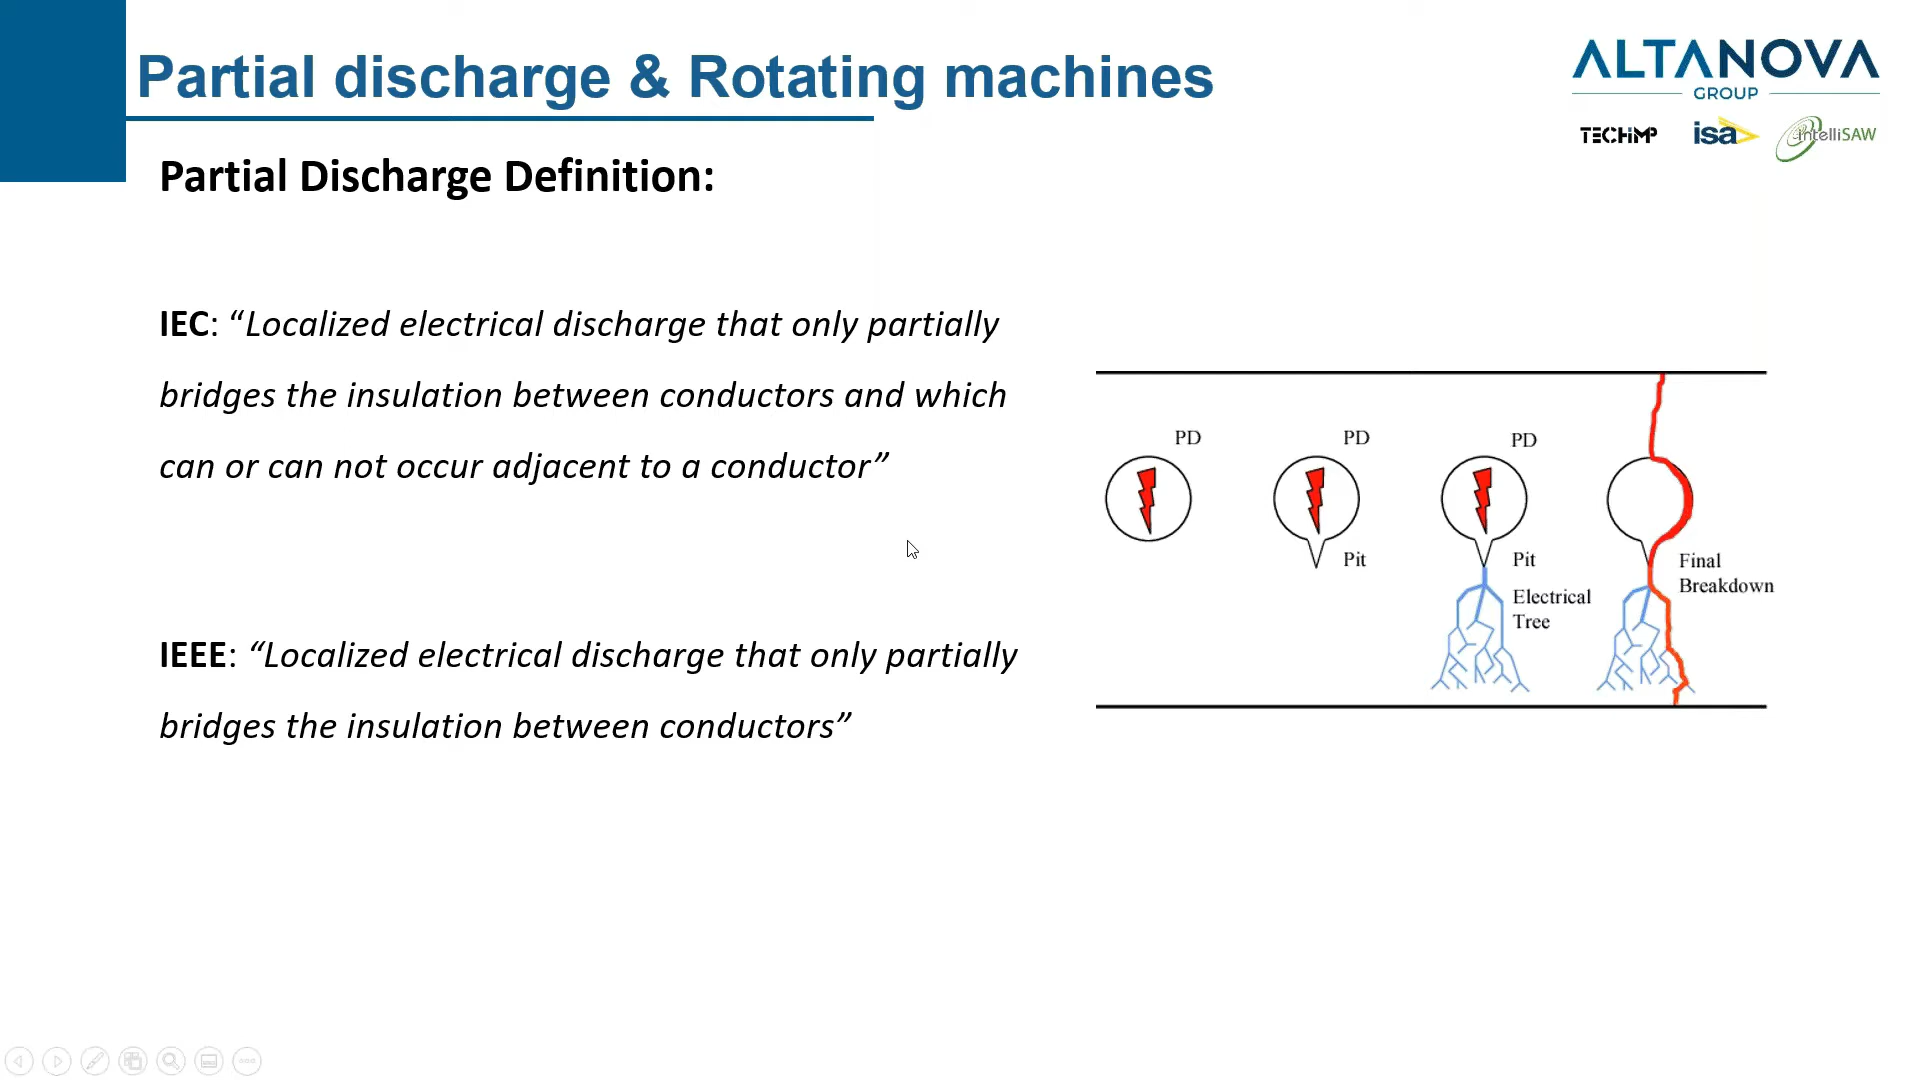 Partial discharge & Rotating machines
ALTANOVA
GROUP
TECHIMP
isa
intelliSAW
Partial Discharge Definition:
IEC: “Localized electrical discharge that only partially
bridges the insulation between conductors and which
can or can not occur adjacent to a conductor”
IEEE: “Localized electrical discharge that only partially
bridges the insulation between conductors”
PD
PD
PD
Pit
Pit
Electrical
Tree
Final
Breakdown